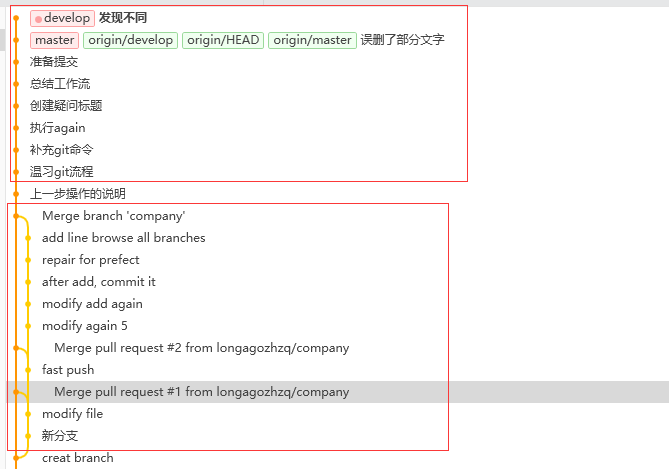 develop 发现不同
master origin/develop origin/HEAD origin/master 误删了部分文字
准备提交
总结工作流
创建疑问标题
执行again
补充git命令
温习git流程
上一步操作的说明
Merge branch 'company'
add line browse all branches
repair for prefect
after add, commit it
modify add again
modify again 5
Merge pull request #2 from longagozhzq/company
fast push
Merge pull request #1 from longagozhzq/company
modify file
新分支
creat branch